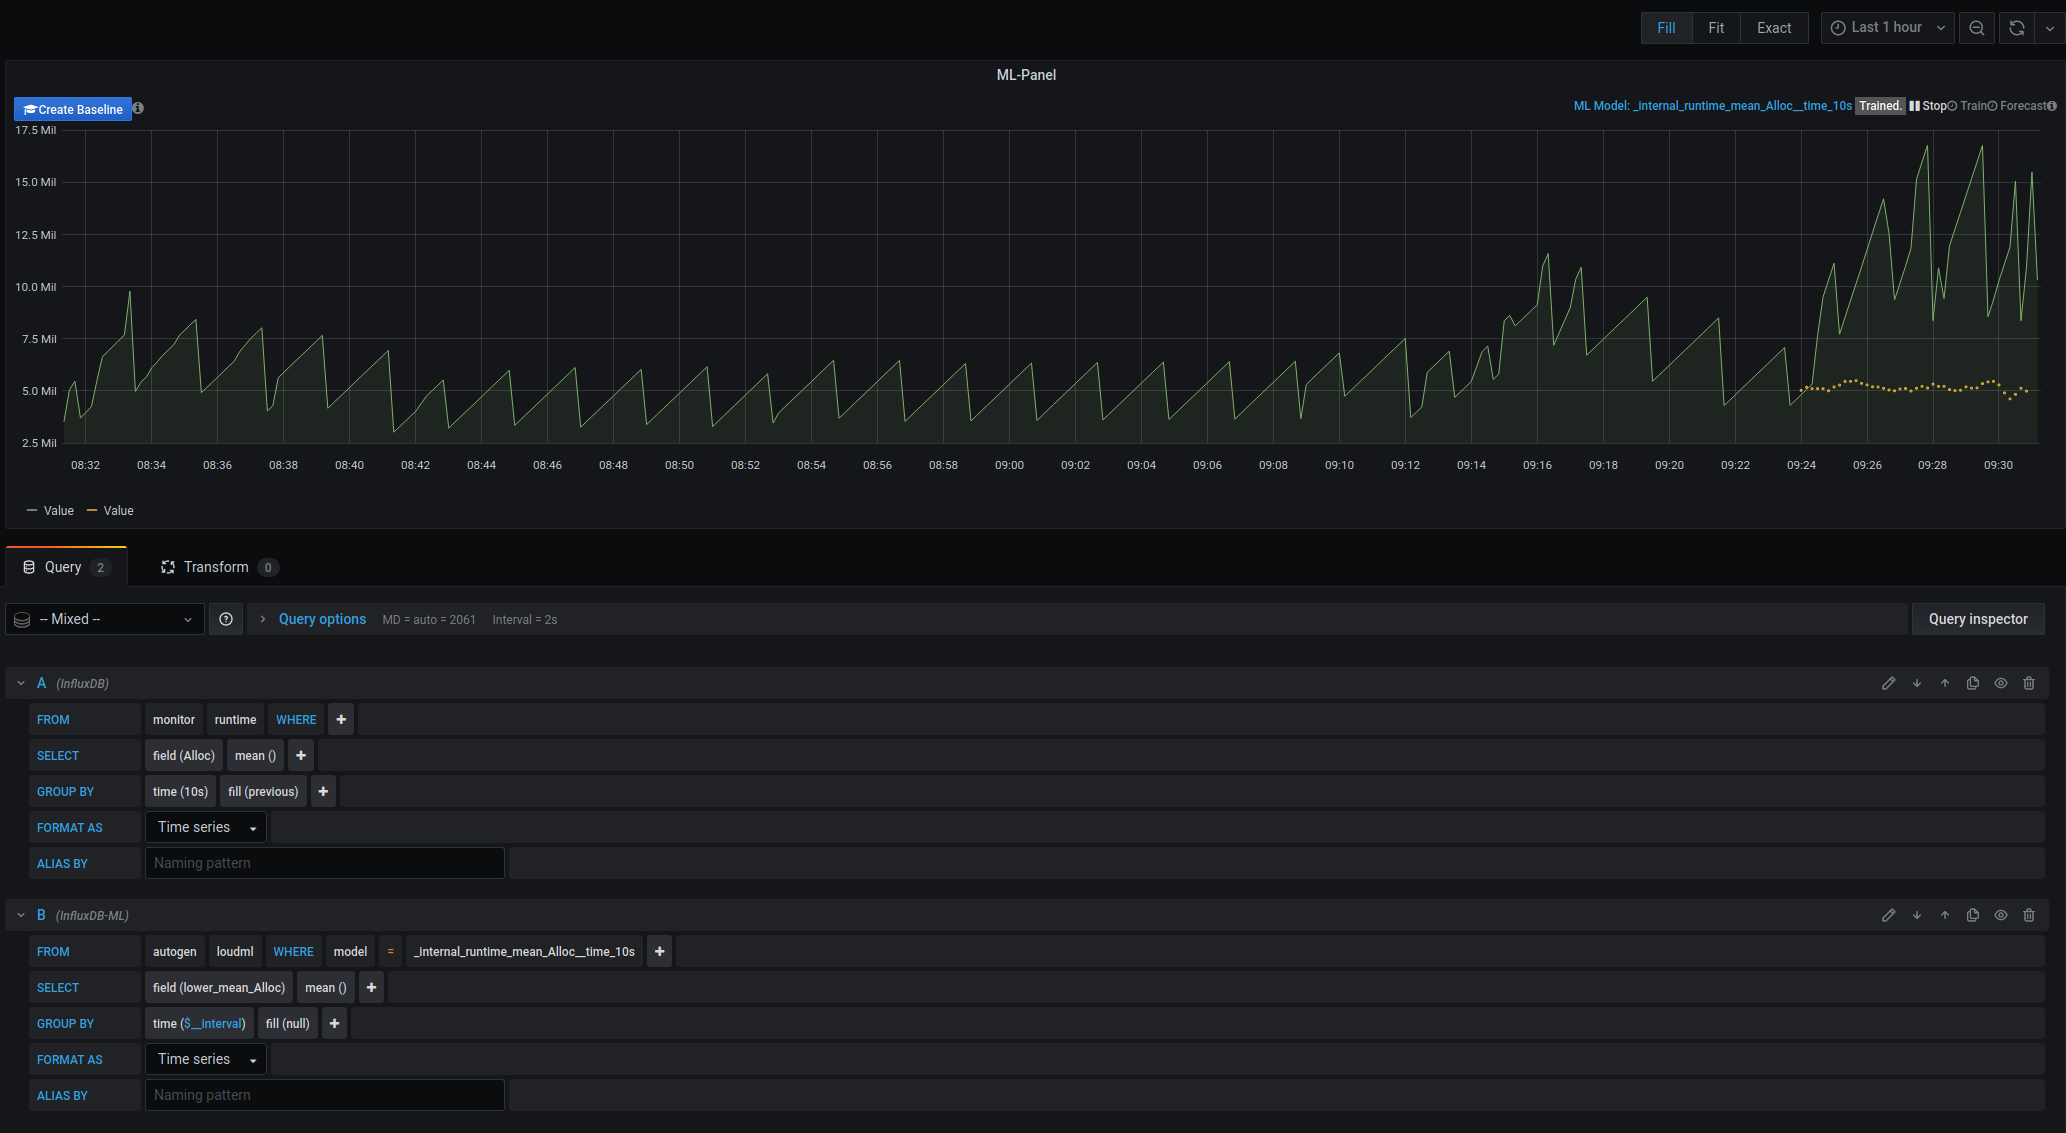 Fill Fit Exact Last 1 hour
ML-Panel
Create Baseline
ML Model: _internal_runtime_mean_Alloc__time_10s Trained. Stop Train Forecast
17.5 Mil
15.0 Mil
12.5 Mil
10.0 Mil
7.5 Mil
5.0 Mil
2.5 Mil
08:32 08:34 08:36 08:38 08:40 08:42 08:44 08:46 08:48 08:50 08:52 08:54 08:56 08:58 09:00 09:02 09:04 09:06 09:08 09:10 09:12 09:14 09:16 09:18 09:20 09:22 09:24 09:26 09:28 09:30
Value Value
Query 2 Transform 0
-- Mixed -- Query options MD = auto = 2061 Interval = 2s Query inspector
A (InfluxDB)
FROM monitor runtime WHERE +
SELECT field (Alloc) mean () +
GROUP BY time (10s) fill (previous) +
FORMAT AS Time series
ALIAS BY Naming pattern
B (InfluxDB-ML)
FROM autogen loudml WHERE model = _internal_runtime_mean_Alloc__time_10s +
SELECT field (lower_mean_Alloc) mean () +
GROUP BY time ($__interval) fill (null) +
FORMAT AS Time series
ALIAS BY Naming pattern